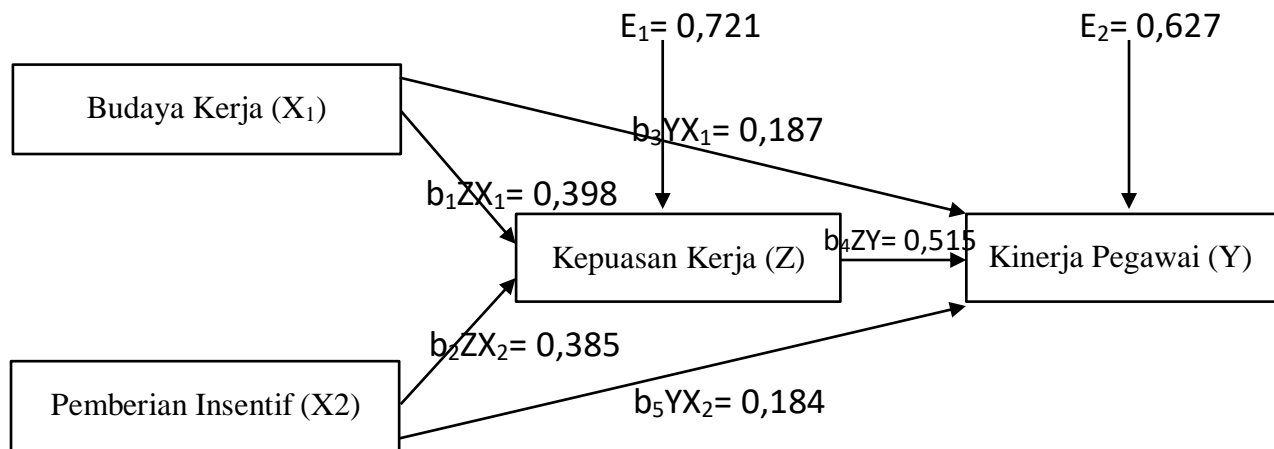 E₁= 0,721
E₂= 0,627
Budaya Kerja (X₁)
b₃YX₁= 0,187
b₁ZX₁= 0,398
b₄ZY= 0,515
Kepuasan Kerja (Z)
Kinerja Pegawai (Y)
b₂ZX₂= 0,385
Pemberian Insentif (X2)
b₅YX₂= 0,184